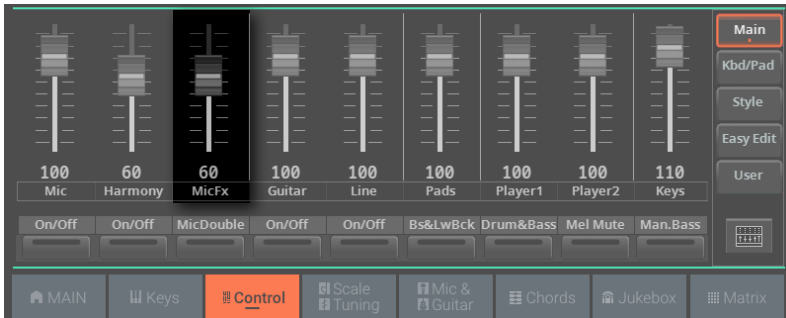 Main
Kbd/Pad
Style
Easy Edit
User
100 60 60 100 100 100 100 100 110
Mic Harmony MicFx Guitar Line Pads Player1 Player2 Keys
On/Off On/Off MicDouble On/Off On/Off Bs&LwBck Drum&Bass Mel Mute Man.Bass
MAIN Keys Control Scale Tuning Mic & Guitar Chords Jukebox Matrix